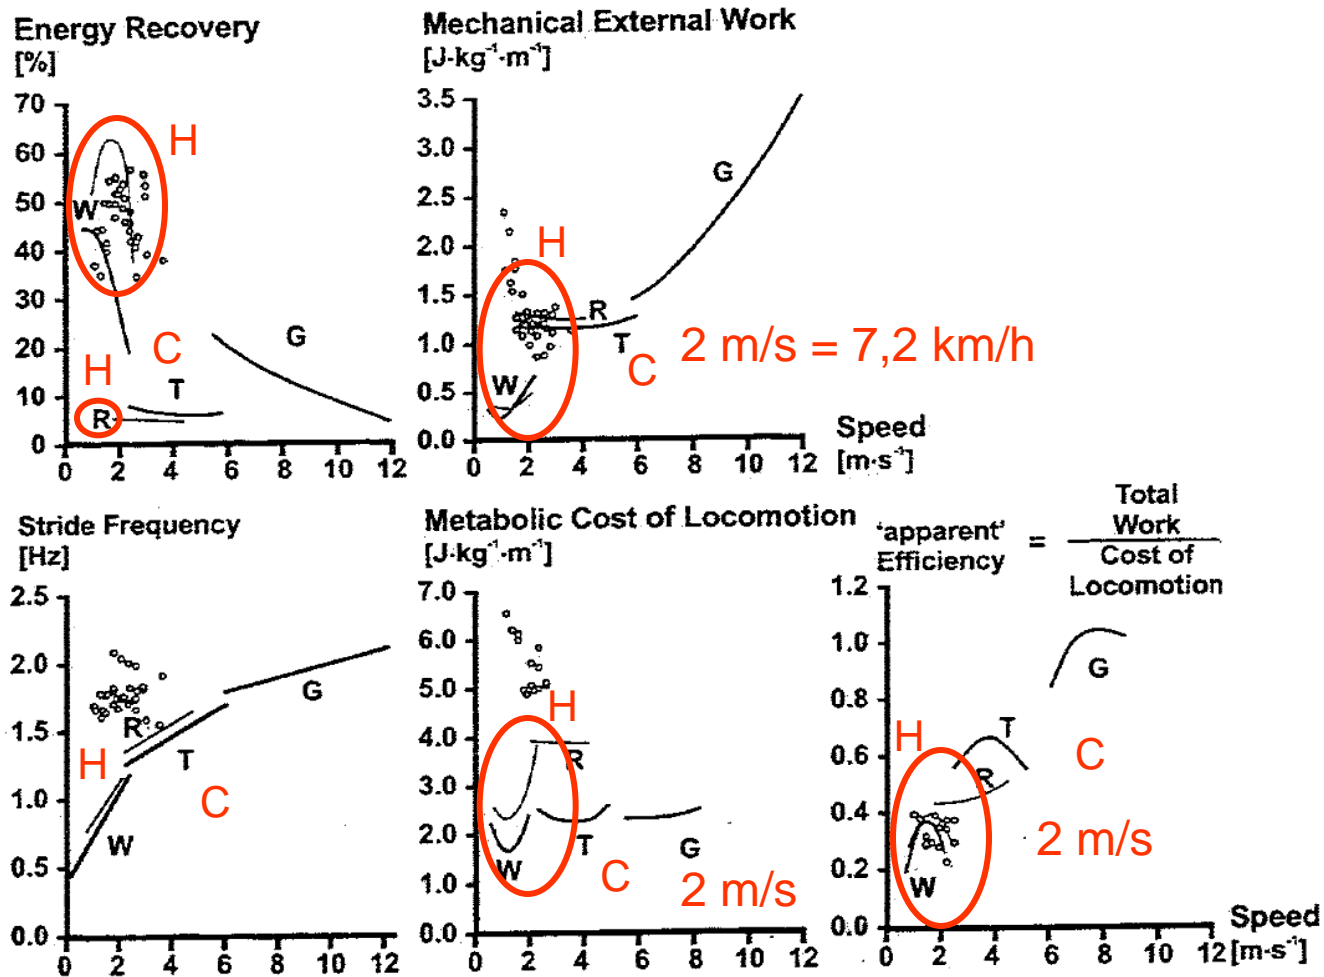 Energy Recovery
[%]
70
60
50
40
30
20
10
0
0 2 4 6 8 10 12
H
W
C
H
R
T
G
Mechanical External Work
[J·kg⁻¹·m⁻¹]
3.5
3.0
2.5
2.0
1.5
1.0
0.5
0.0
0 2 4 6 8 10 12
G
H
R
T
C
W
2 m/s = 7,2 km/h
Speed
[m·s⁻¹]
Stride Frequency
[Hz]
2.5
2.0
1.5
1.0
0.5
0.0
0 2 4 6 8 10 12
R
G
H
T
C
W
Metabolic Cost of Locomotion
[J·kg⁻¹·m⁻¹]
7.0
6.0
5.0
4.0
3.0
2.0
1.0
0.0
0 2 4 6 8 10 12
H
R
T
G
W
C
2 m/s
'apparent'
Efficiency
=
Total
Work
Cost of
Locomotion
1.2
1.0
0.8
0.6
0.4
0.2
0.0
0 2 4 6 8 10 12
G
H
T
C
R
2 m/s
W
Speed
[m·s⁻¹]